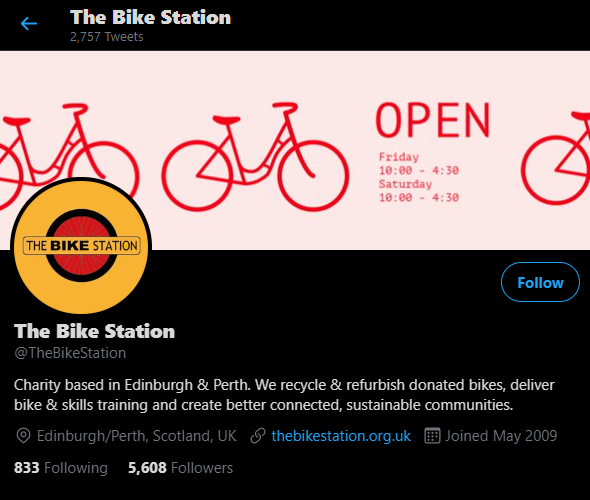 The Bike Station
2,757 Tweets
OPEN
Friday
10:00 - 4:30
Saturday
10:00 - 4:30
THE BIKE STATION
Follow
The Bike Station
@TheBikeStation
Charity based in Edinburgh & Perth. We recycle & refurbish donated bikes, deliver
bike & skills training and create better connected, sustainable communities.
Edinburgh/Perth, Scotland, UK thebikestation.org.uk Joined May 2009
833 Following 5,608 Followers